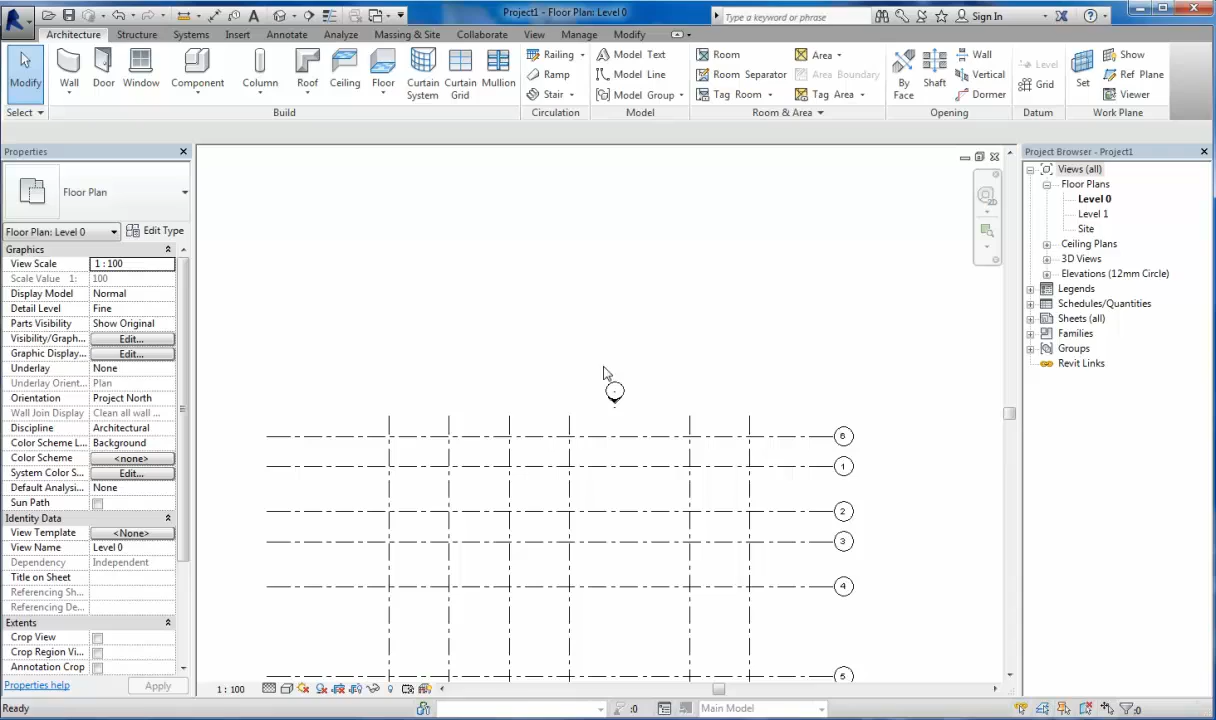 Project1 - Floor Plan: Level 0
Type a keyword or phrase
Sign In
Architecture Structure Systems Insert Annotate Analyze Massing & Site Collaborate View Manage Modify
Modify
Wall
Door
Window
Component
Column
Roof
Ceiling
Floor
Curtain System
Curtain Grid
Mullion
Railing
Ramp
Stair
Model Text
Model Line
Model Group
Room
Room Separator
Tag Room
Area
Area Boundary
Tag Area
By Face
Shaft
Wall
Vertical
Dormer
Level
Grid
Set
Show
Ref Plane
Viewer
Select Build Circulation Model Room & Area Opening Datum Work Plane
Properties
Floor Plan
Floor Plan: Level 0 Edit Type
Graphics
View Scale 1 : 100
Scale Value 1: 100
Display Model Normal
Detail Level Fine
Parts Visibility Show Original
Visibility/Graph... Edit...
Graphic Display... Edit...
Underlay None
Underlay Orient... Plan
Orientation Project North
Wall Join Display Clean all wall ...
Discipline Architectural
Color Scheme L... Background
Color Scheme <none>
System Color S... Edit...
Default Analysi... None
Sun Path
Identity Data
View Template <None>
View Name Level 0
Dependency Independent
Title on Sheet
Referencing Sh...
Referencing De...
Extents
Crop View
Crop Region Vi...
Annotation Crop
Properties help Apply
2D
6
1
2
3
4
5
1 : 100
Project Browser - Project1
Views (all)
Floor Plans
Level 0
Level 1
Site
Ceiling Plans
3D Views
Elevations (12mm Circle)
Legends
Schedules/Quantities
Sheets (all)
Families
Groups
Revit Links
Ready
:0
Main Model
:0